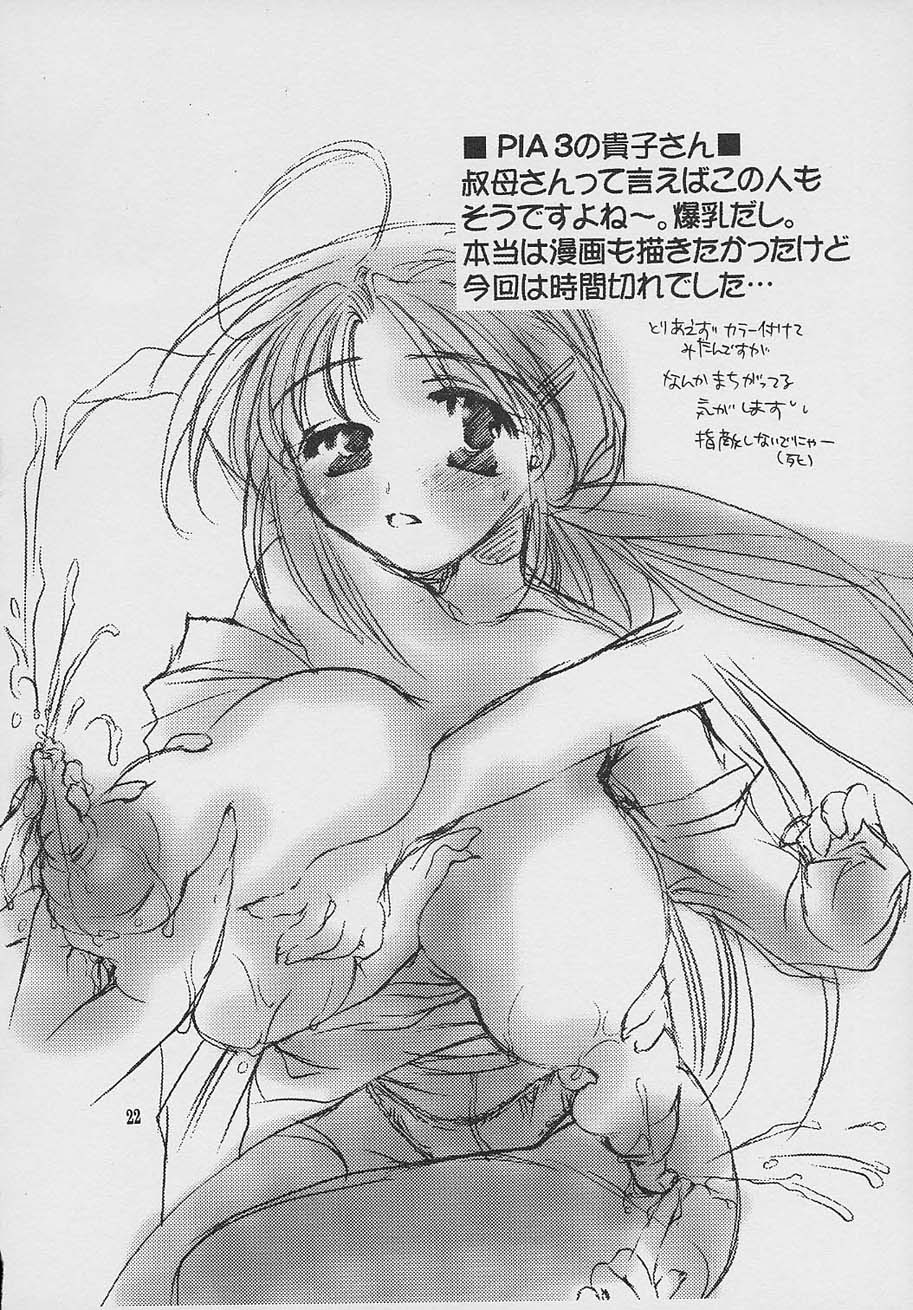 ■ PIA3の貴子さん■
叔母さんって言えばこの人も
そうですよね～。爆乳だし。
本当は漫画も描きたかったけど
今回は時間切れでした…
とりあえず カラー付けて
みたんですが
なんか まちがってる
気がします
指摘しないでにゃー
(死)
22